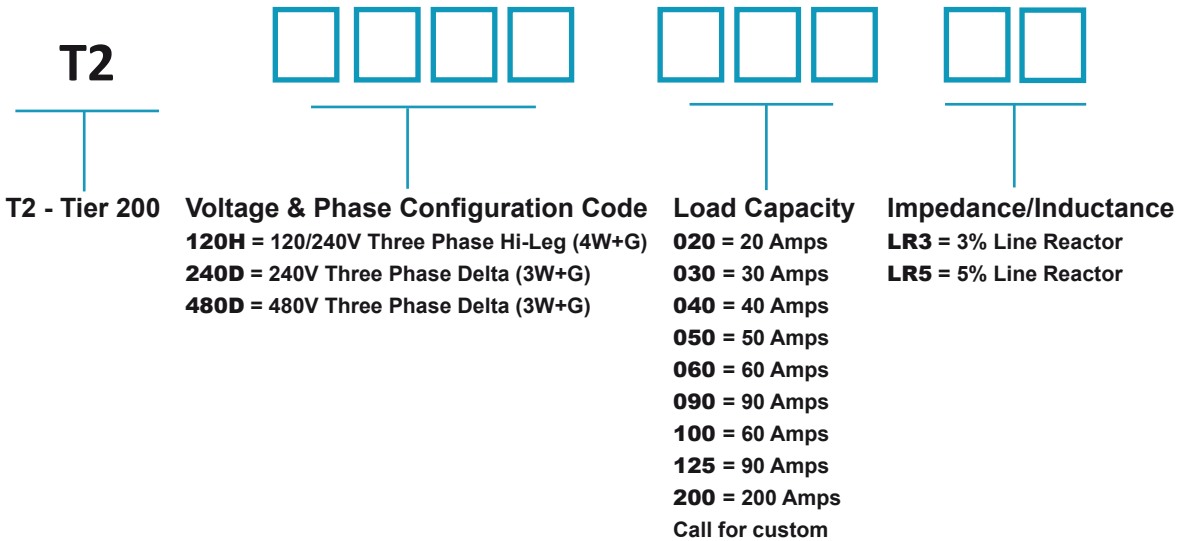 T2
T2 - Tier 200
Voltage & Phase Configuration Code
120H = 120/240V Three Phase Hi-Leg (4W+G)
240D = 240V Three Phase Delta (3W+G)
480D = 480V Three Phase Delta (3W+G)
Load Capacity
020 = 20 Amps
030 = 30 Amps
040 = 40 Amps
050 = 50 Amps
060 = 60 Amps
090 = 90 Amps
100 = 60 Amps
125 = 90 Amps
200 = 200 Amps
Call for custom
Impedance/Inductance
LR3 = 3% Line Reactor
LR5 = 5% Line Reactor